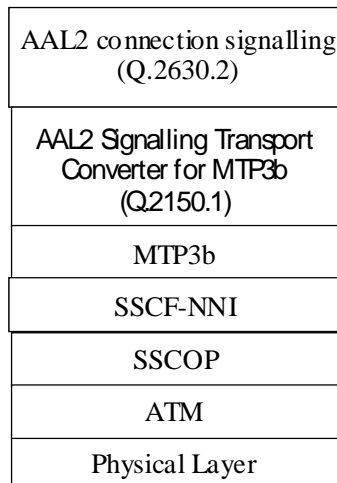 AAL2 connection signalling
(Q.2630.2)
AAL2 Signalling Transport
Converter for MTP3b
(Q.2150.1)
MTP3b
SSCF-NNI
SSCOP
ATM
Physical Layer